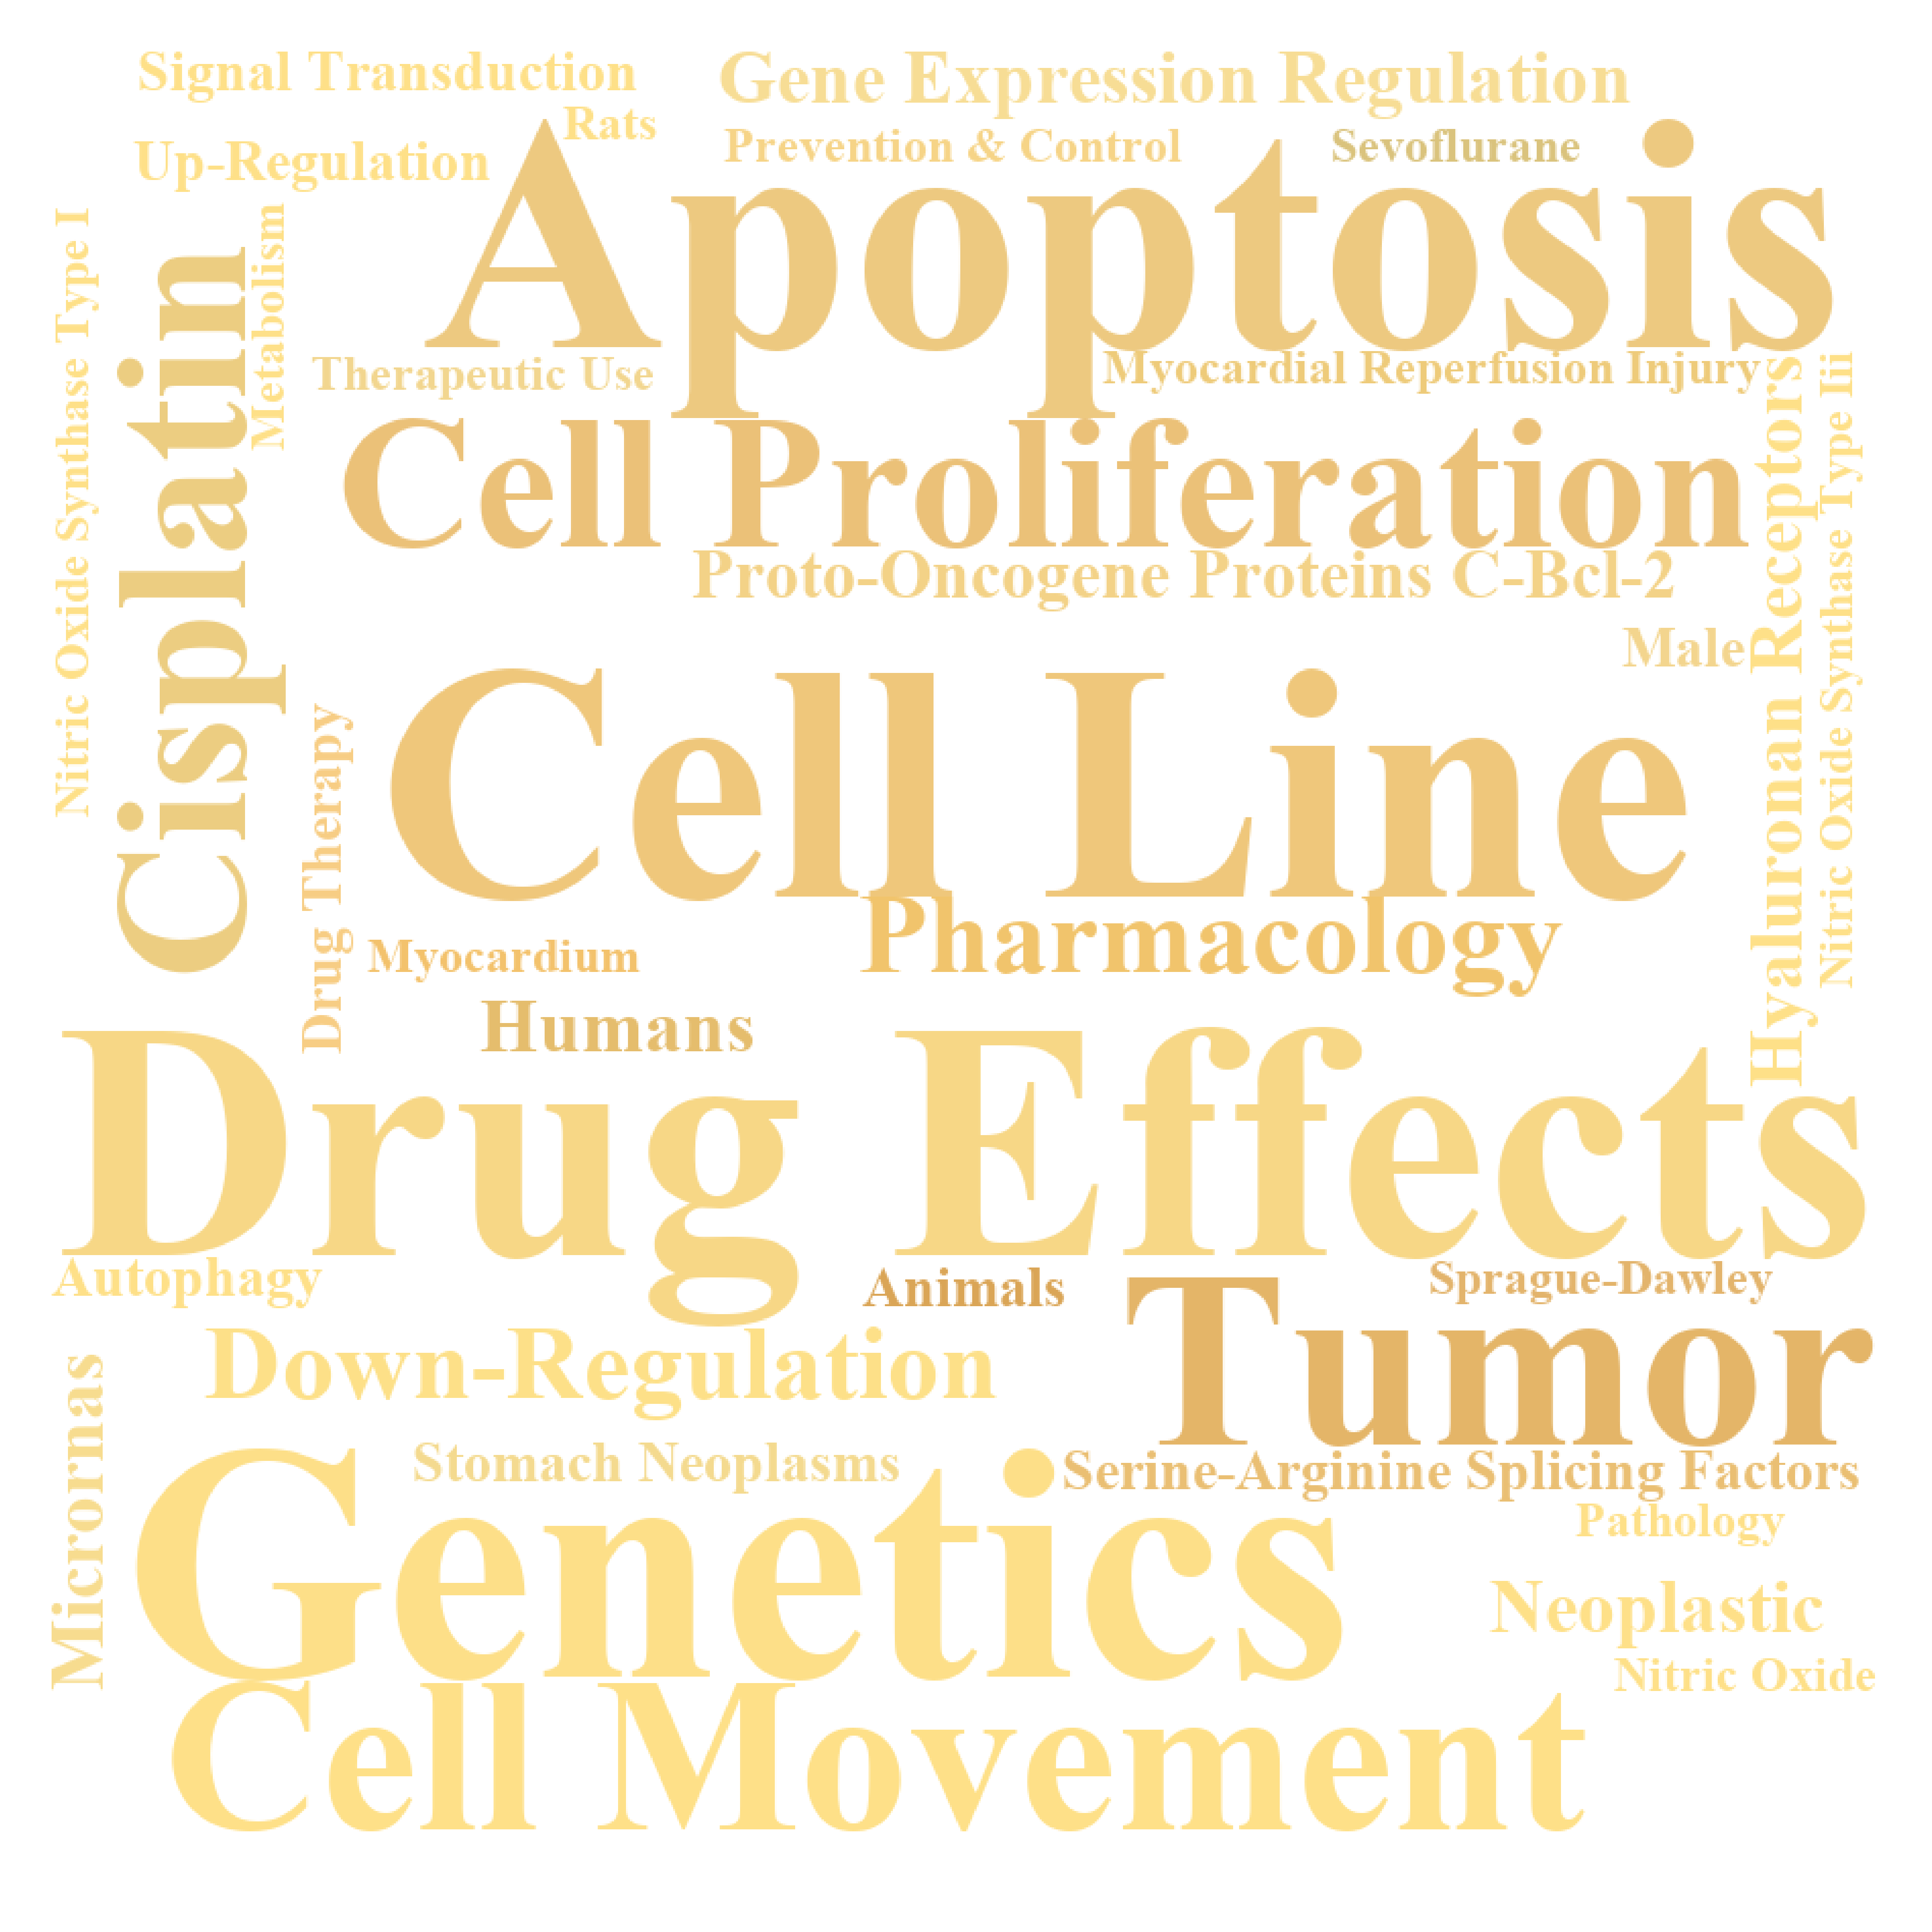 Signal Transduction
Gene Expression Regulation
Rats
Prevention & Control
Sevoflurane
Up-Regulation
Apoptosis
Nitric Oxide Synthase Type I
Cisplatin
Metabolism
Therapeutic Use
Myocardial Reperfusion Injury
Cell Proliferation
Hyaluronan Receptors
Nitric Oxide Synthase Type Iii
Proto-Oncogene Proteins C-Bcl-2
Male
Cell Line
Drug Therapy
Pharmacology
Myocardium
Humans
Drug Effects
Autophagy
Animals
Sprague-Dawley
Tumor
Down-Regulation
Micrornas
Stomach Neoplasms
Serine-Arginine Splicing Factors
Genetics
Pathology
Neoplastic
Nitric Oxide
Cell Movement